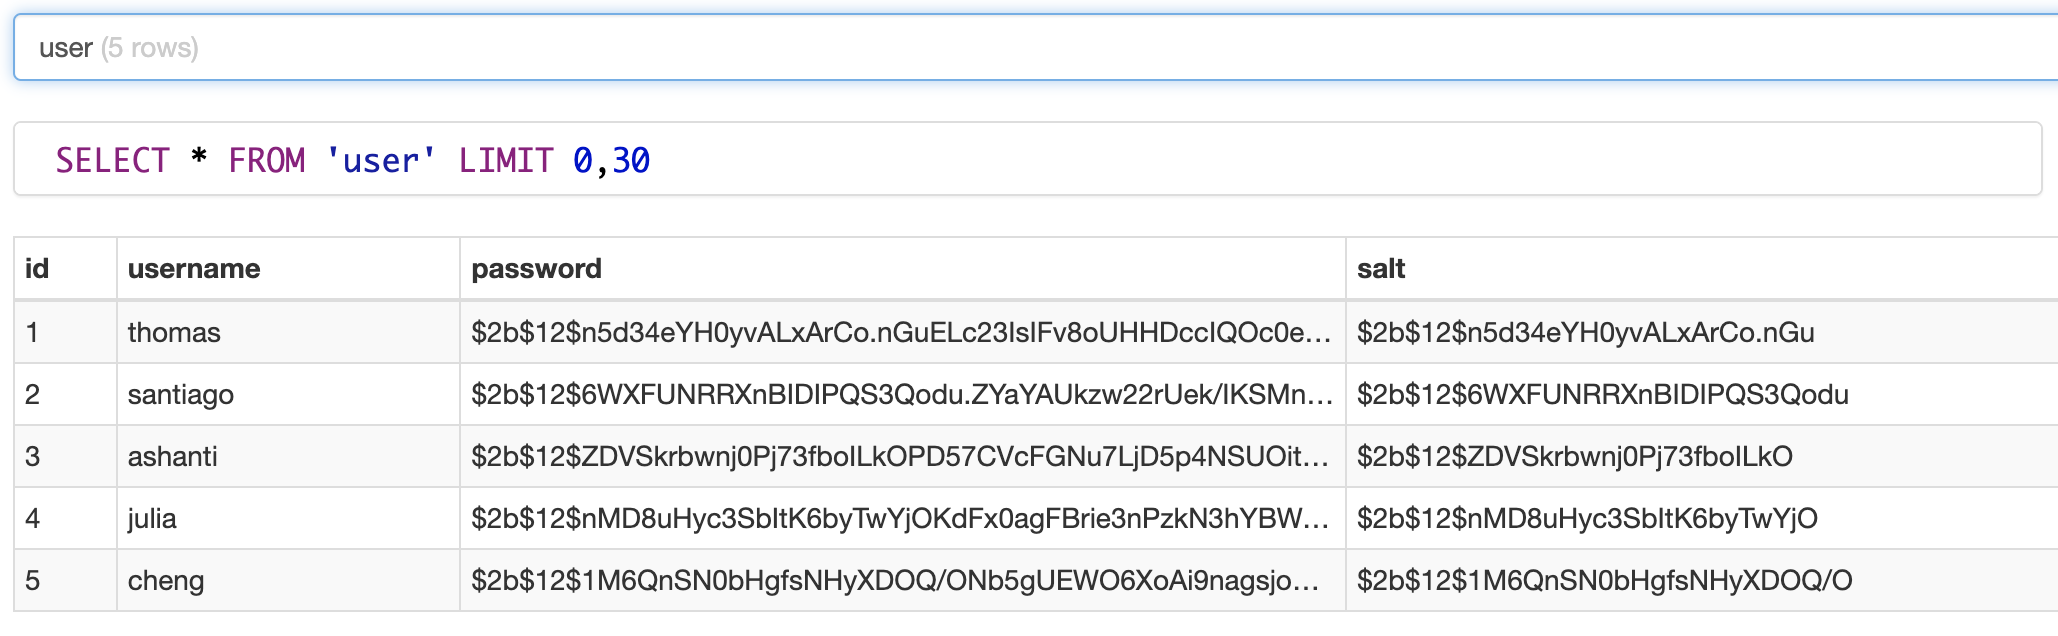 user (5 rows)
SELECT * FROM 'user' LIMIT 0,30
id username password salt
1 thomas $2b$12$n5d34eYH0yvALxArCo.nGuELc23IsIFv8oUHHDccIQOc0e... $2b$12$n5d34eYH0yvALxArCo.nGu
2 santiago $2b$12$6WXFUNRRXnBIDIPQS3Qodu.ZYaYAUkzw22rUek/IKSMn... $2b$12$6WXFUNRRXnBIDIPQS3Qodu
3 ashanti $2b$12$ZDVSkrbwnj0Pj73fboILkOPD57CVcFGNu7LjD5p4NSUOit... $2b$12$ZDVSkrbwnj0Pj73fboILkO
4 julia $2b$12$nMD8uHyc3SbItK6byTwYjOKdFx0agFBrie3nPzkN3hYBW... $2b$12$nMD8uHyc3SbItK6byTwYjO
5 cheng $2b$12$1M6QnSN0bHgfsNHyXDOQ/ONb5gUEWO6XoAi9nagsjo... $2b$12$1M6QnSN0bHgfsNHyXDOQ/O